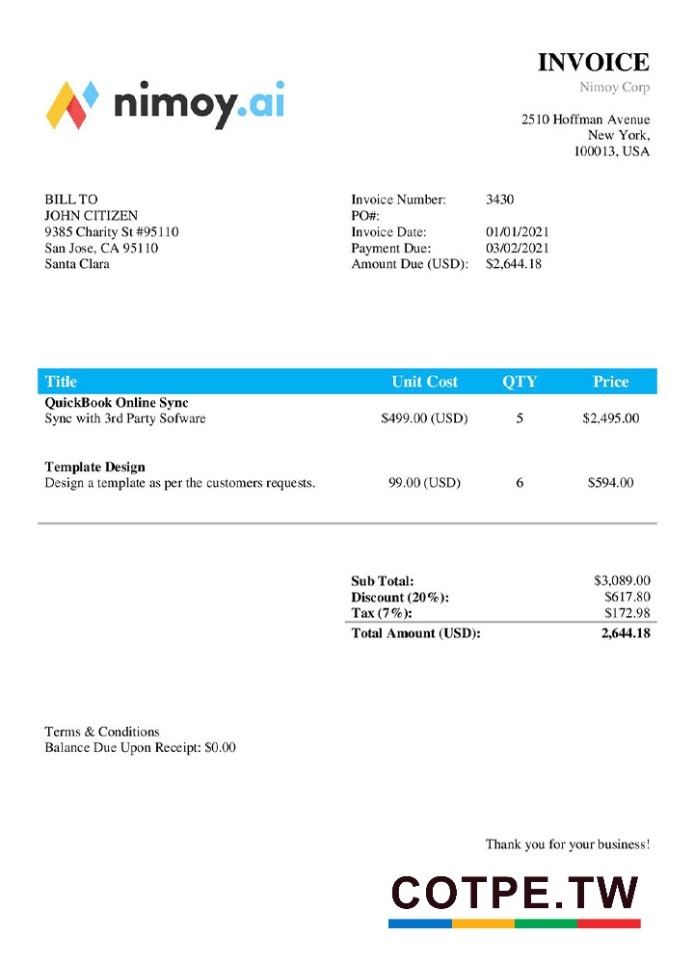 INVOICE
Nimoy Corp
nimoy.ai
2510 Hoffman Avenue
New York,
100013, USA
BILL TO
JOHN CITIZEN
9385 Charity St #95110
San Jose, CA 95110
Santa Clara
Invoice Number: 3430
PO#:
Invoice Date: 01/01/2021
Payment Due: 03/02/2021
Amount Due (USD): $2,644.18
Title Unit Cost QTY Price
QuickBook Online Sync
Sync with 3rd Party Sofware $499.00 (USD) 5 $2,495.00
Template Design
Design a template as per the customers requests. 99.00 (USD) 6 $594.00
Sub Total: $3,089.00
Discount (20%): $617.80
Tax (7%): $172.98
Total Amount (USD): 2,644.18
Terms & Conditions
Balance Due Upon Receipt: $0.00
Thank you for your business!
COTPE.TW